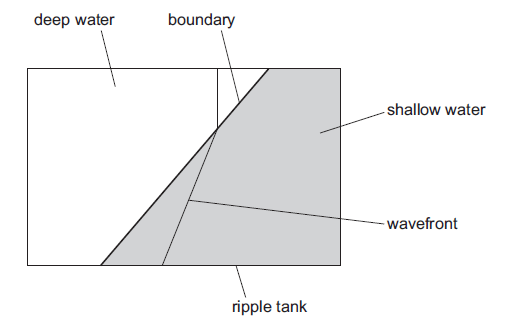 deep water
boundary
shallow water
wavefront
ripple tank